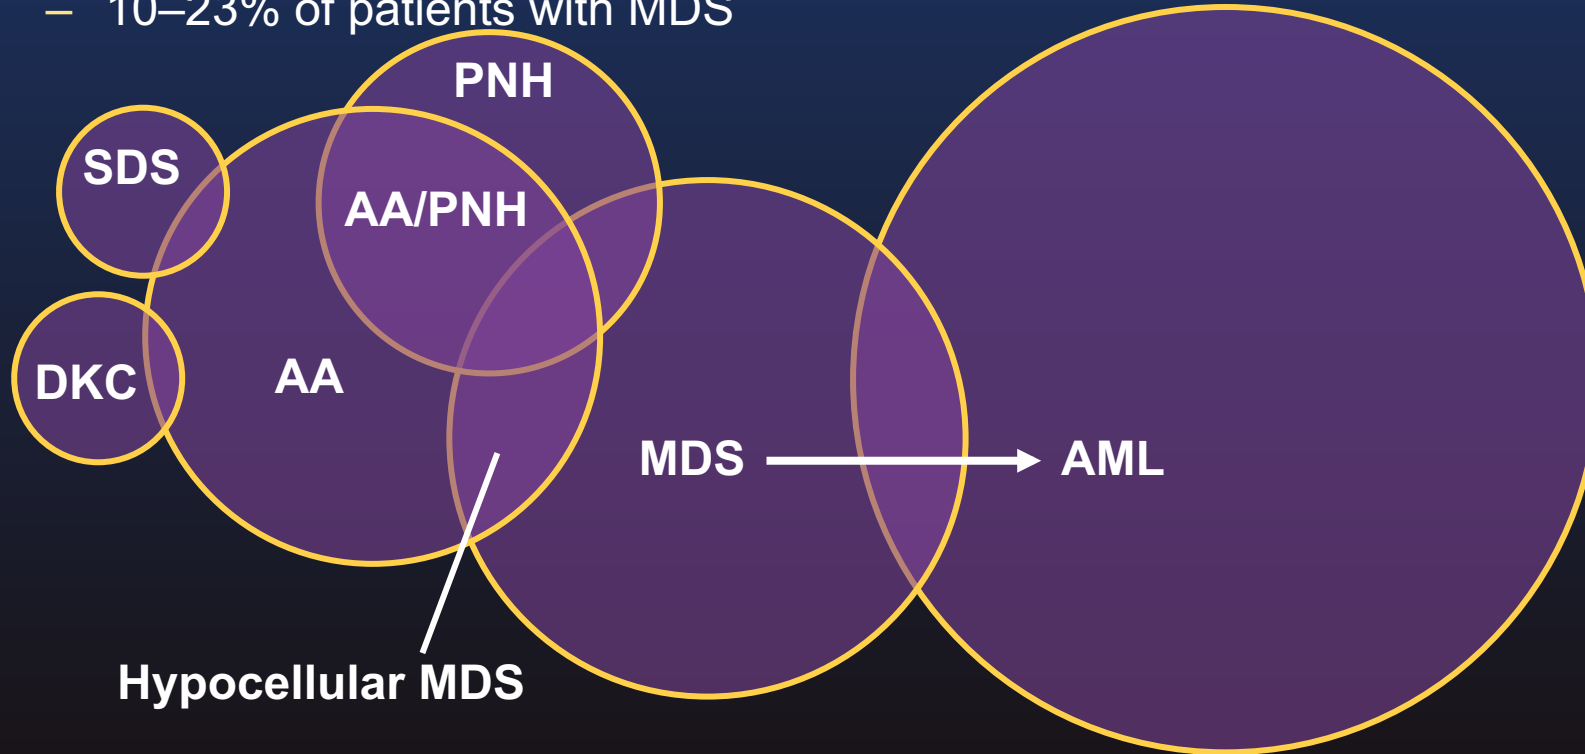 – 10–23% of patients with MDS
PNH
SDS
AA/PNH
DKC
AA
MDS
AML
Hypocellular MDS